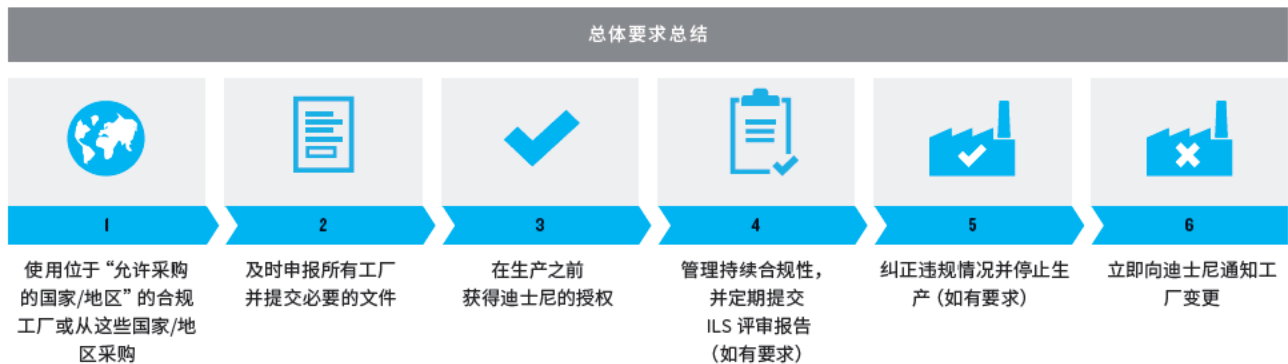 总体要求总结
1
2
3
4
5
6
使用位于“允许采购
的国家/地区”的合规
工厂或从这些国家/地
区采购
及时申报所有工厂
并提交必要的文件
在生产之前
获得迪士尼的授权
管理持续合规性，
并定期提交
ILS 评审报告
（如有要求）
纠正违规情况并停止生
产（如有要求）
立即向迪士尼通知工
厂变更